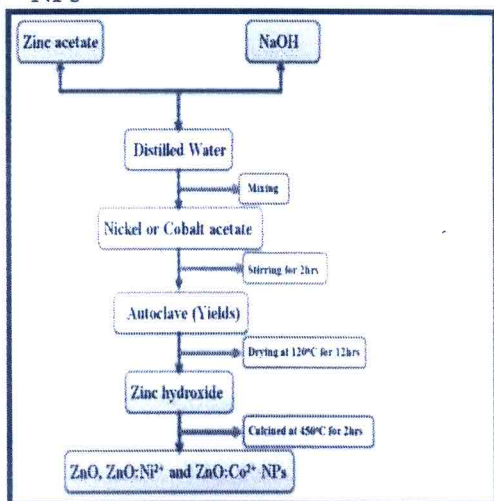 NPs
Zinc acetate
NaOH
Distilled Water
Mixing
Nickel or Cobalt acetate
Stirring for 2hrs
Autoclave (Yields)
Drying at 120°C for 12hrs
Zinc hydroxide
Calcined at 450°C for 2hrs
ZnO, ZnO:Ni²⁺ and ZnO:Co²⁺ NPs